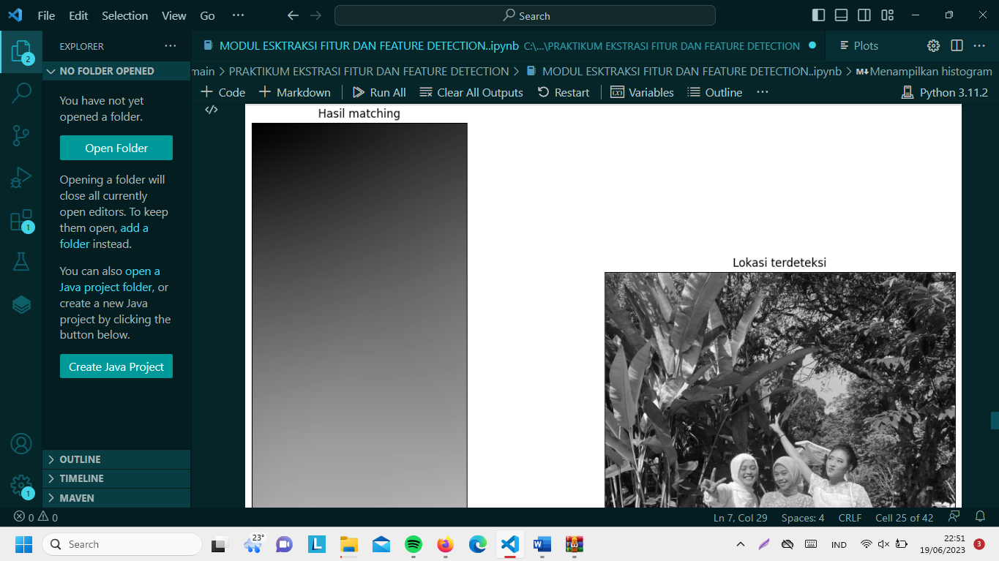 File Edit Selection View Go ...
Search
EXPLORER ...
MODUL ESKTRAKSI FITUR DAN FEATURE DETECTION..ipynb C:\...\PRAKTIKUM EKSTRASI FITUR DAN FEATURE DETECTION
Plots ...
2
NO FOLDER OPENED
main > PRAKTIKUM EKSTRASI FITUR DAN FEATURE DETECTION > MODUL ESKTRAKSI FITUR DAN FEATURE DETECTION..ipynb > M Menampilkan histogram
+ Code + Markdown Run All Clear All Outputs Restart Variables Outline ... Python 3.11.2
You have not yet
opened a folder.
Open Folder
Opening a folder will
close all currently
open editors. To keep
them open, add a
folder instead.
1
You can also open a
Java project folder, or
create a new Java
project by clicking the
button below.
Create Java Project
OUTLINE
TIMELINE
MAVEN
1
Hasil matching
Lokasi terdeteksi
0 0
Ln 7, Col 29 Spaces: 4 CRLF Cell 25 of 42
Search
23°
L
W
IND
22:51
19/06/2023
3